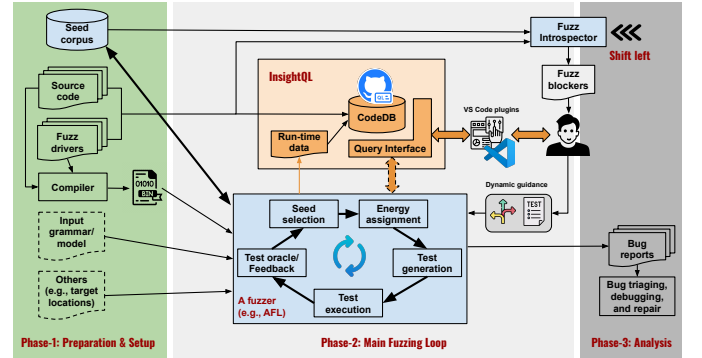 Seed
corpus
Source
code
Fuzz
drivers
Compiler
01010
BIN
Input
grammar/
model
Others
(e.g., target
locations)
Phase-1: Preparation & Setup
InsightQL
QL
CodeDB
Run-time
data
Query Interface
VS Code plugins
Fuzz
Introspector
Shift left
Fuzz
blockers
Dynamic guidance
TEST
Seed
selection
Energy
assignment
Test oracle/
Feedback
Test
generation
Test
execution
A fuzzer
(e.g., AFL)
Phase-2: Main Fuzzing Loop
Bug
reports
Bug triaging,
debugging,
and repair
Phase-3: Analysis